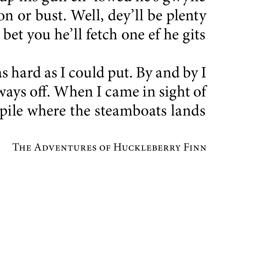 on or bust. Well, dey’ll be plenty
bet you he’ll fetch one ef he gits
as hard as I could put. By and by I
ways off. When I came in sight of
pile where the steamboats lands
The Adventures of Huckleberry Finn